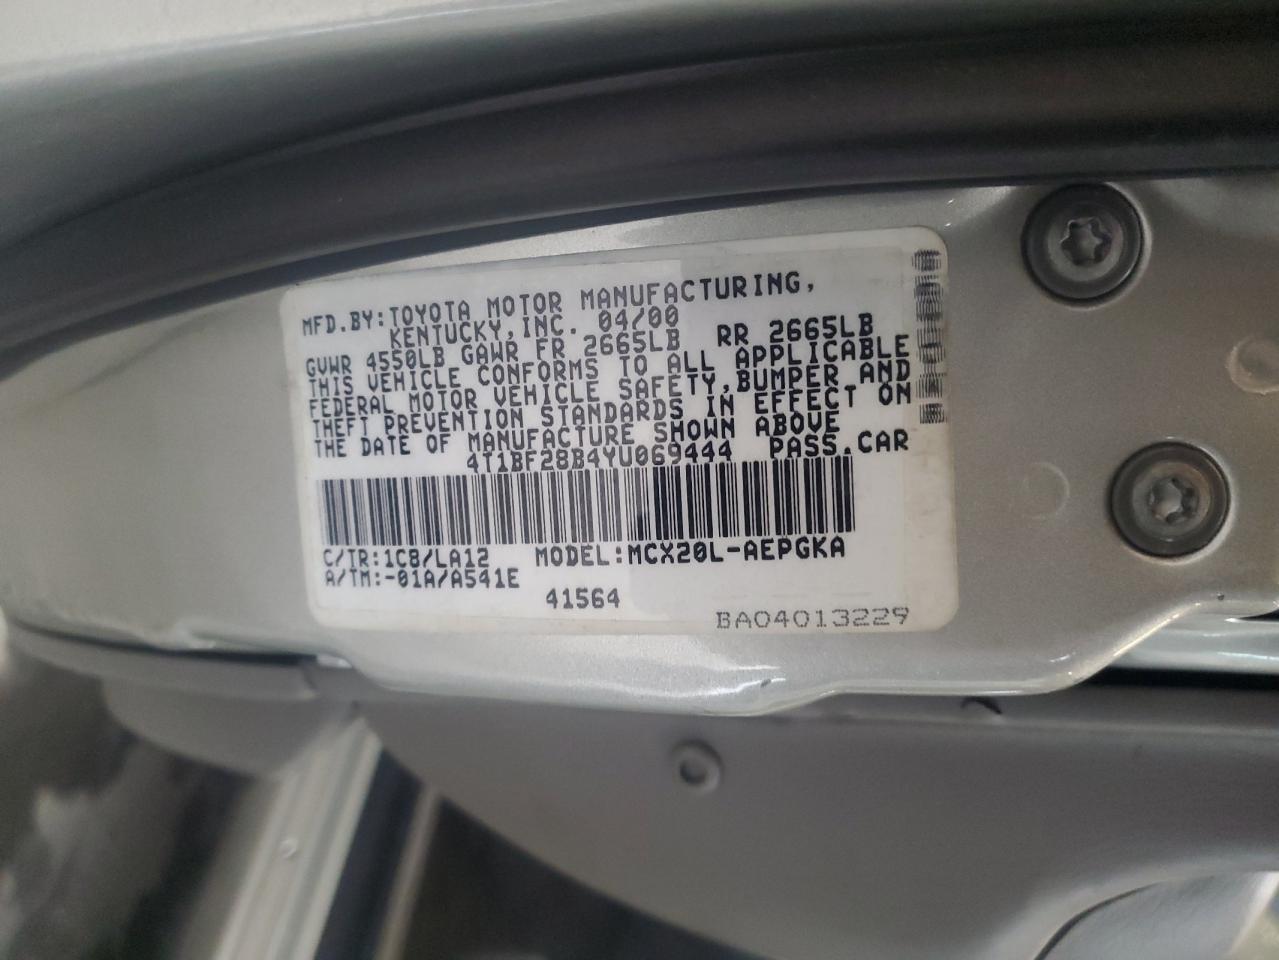 MFD.BY:TOYOTA MOTOR MANUFACTURING,
KENTUCKY,INC. 04/00
GVWR 4550LB GAWR FR 2665LB RR 2665LB
THIS VEHICLE CONFORMS TO ALL APPLICABLE
FEDERAL MOTOR VEHICLE SAFETY,BUMPER AND
THEFT PREVENTION STANDARDS IN EFFECT ON
THE DATE OF MANUFACTURE SHOWN ABOVE
4T1BF28B4YU069444 PASS.CAR
C/TR:1C8/LA12 MODEL:MCX20L-AEPGKA
A/TM:-01A/A541E
41564
BA04013229